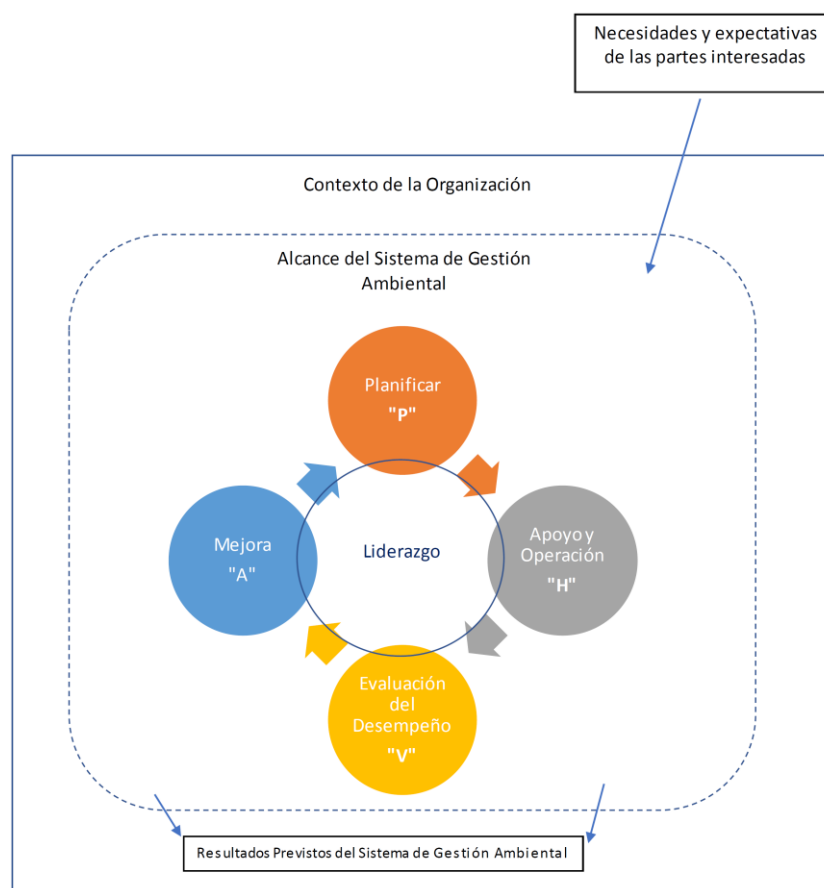 Necesidades y expectativas
de las partes interesadas
Contexto de la Organización
Alcance del Sistema de Gestión
Ambiental
Planificar
"P"
Mejora
"A"
Liderazgo
Apoyo y
Operación
"H"
Evaluación
del
Desempeño
"V"
Resultados Previstos del Sistema de Gestión Ambiental